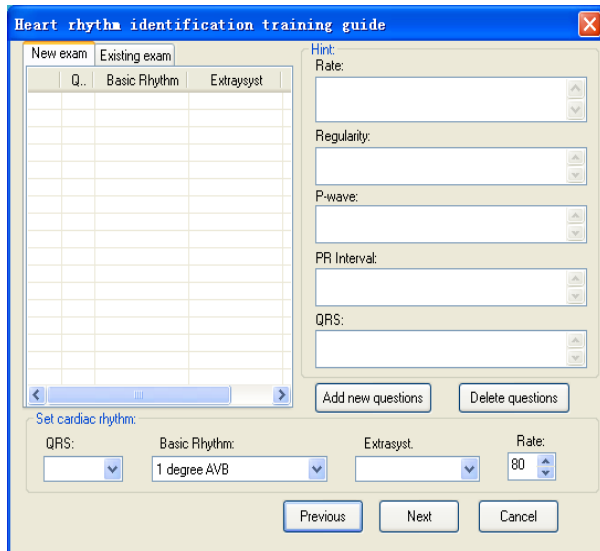 Heart rhythm identification training guide
New exam Existing exam
Q.. Basic Rhythm Extraysyst
Hint:
Rate:
Regularity:
P-wave:
PR Interval:
QRS:
Add new questions Delete questions
Set cardiac rhythm:
QRS: Basic Rhythm: Extrasyst. Rate:
1 degree AVB 80
Previous Next Cancel